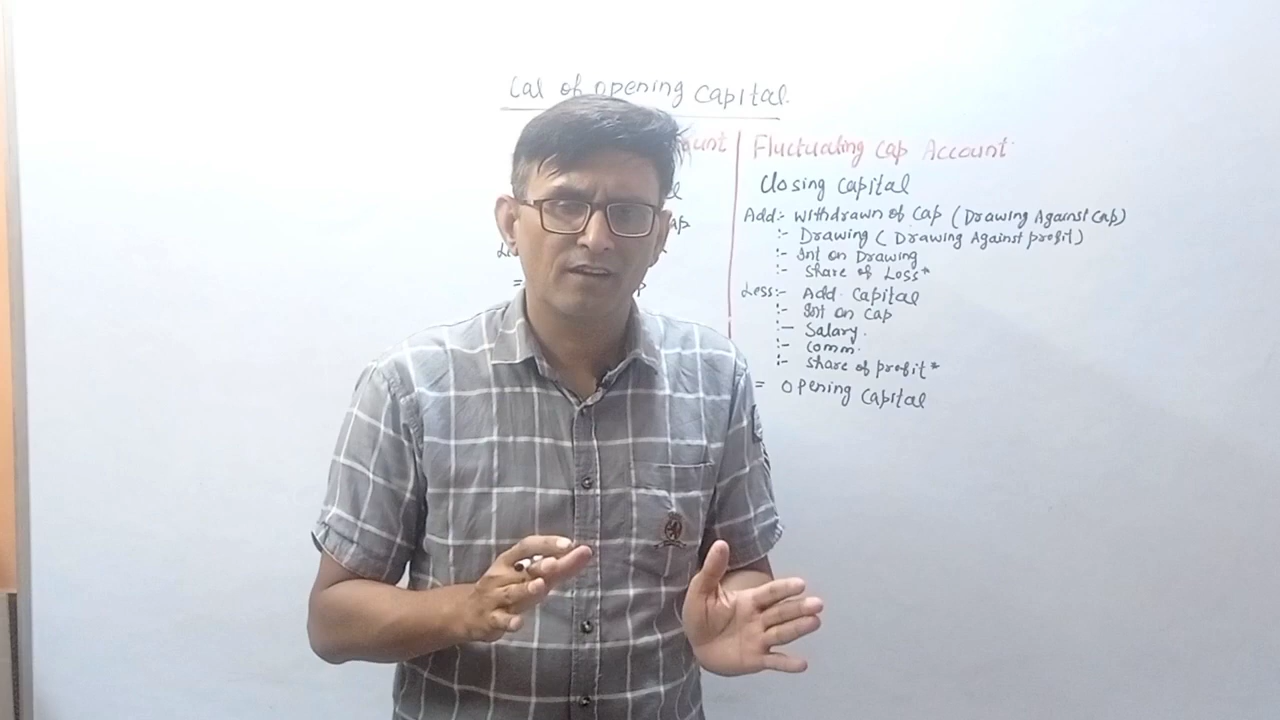 Cal of opening Capital
Fluctuating Cap Account
Closing Capital
Add:- Withdrawn of Cap (Drawing Against Cap)
:- Drawing (Drawing Against profit)
:- Int on Drawing
:- Share of Loss*
Less:- Add. Capital
:- Int on Cap
:- Salary.
:- Comm.
:- Share of profit*
= Opening Capital